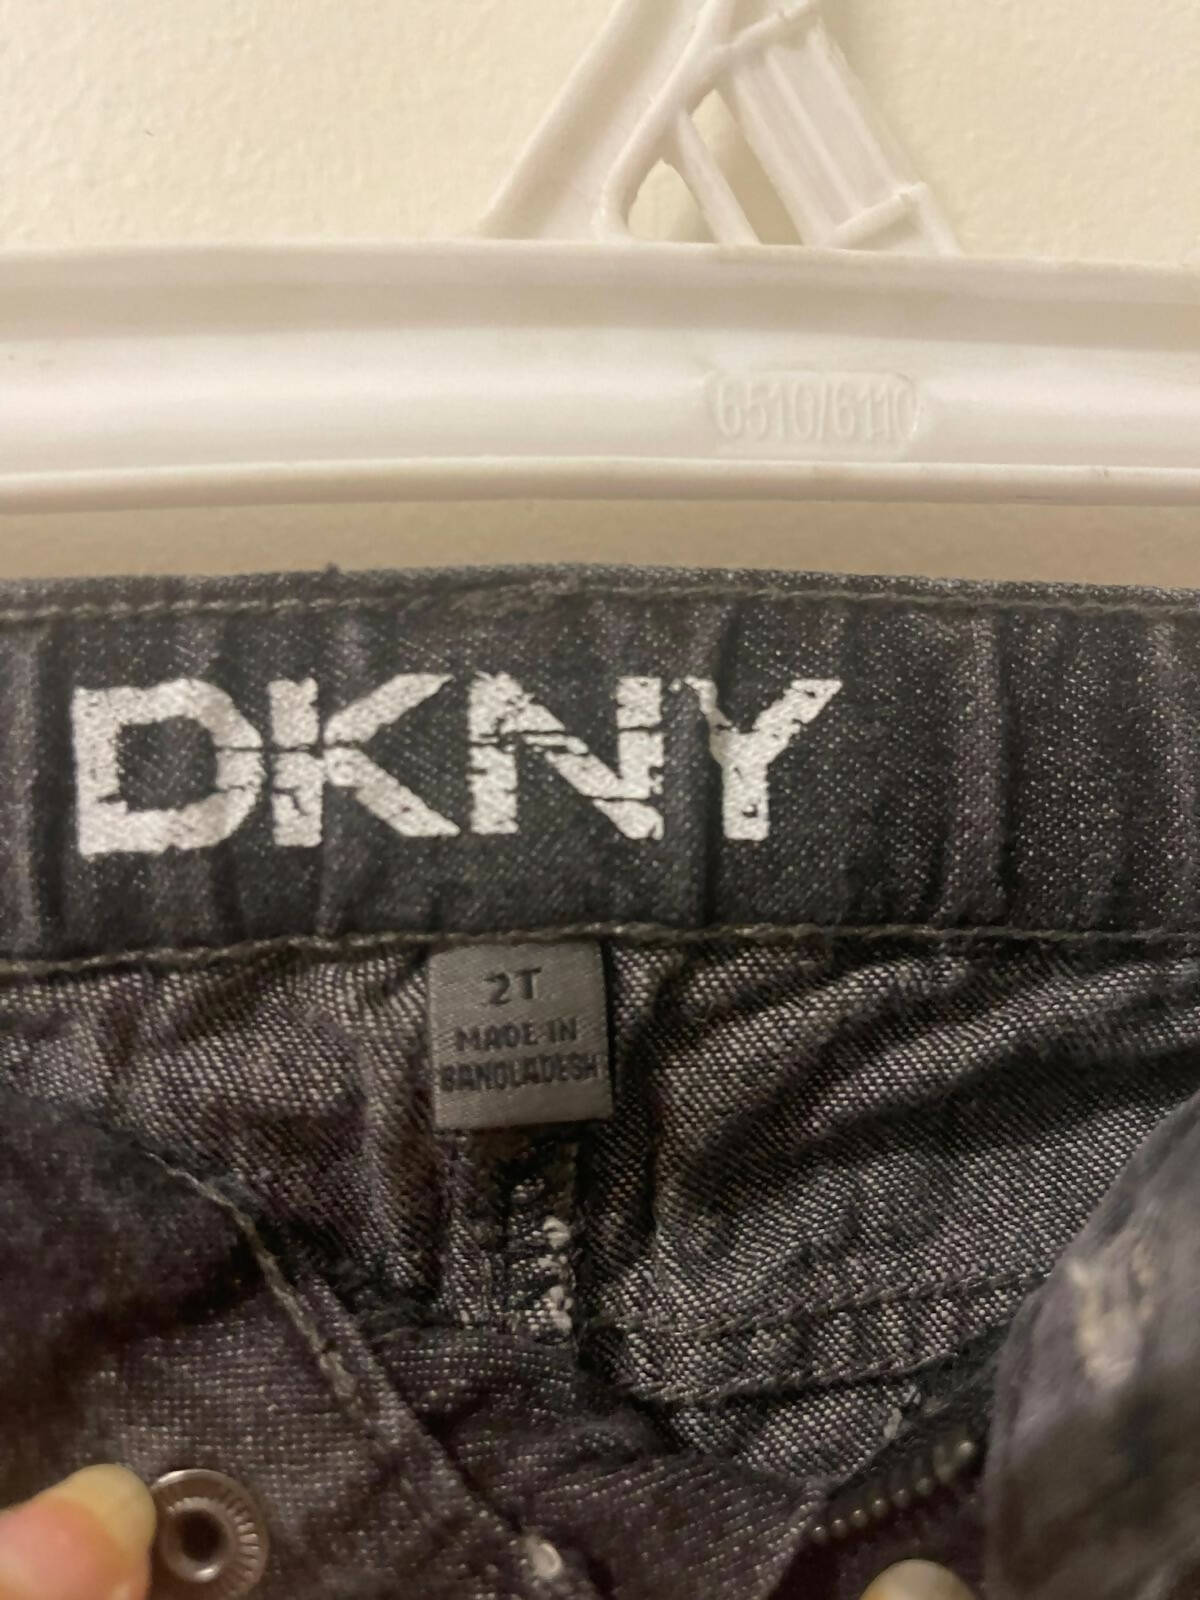 6510/6110
DKNY
2T
MADE IN
BANGLADESH